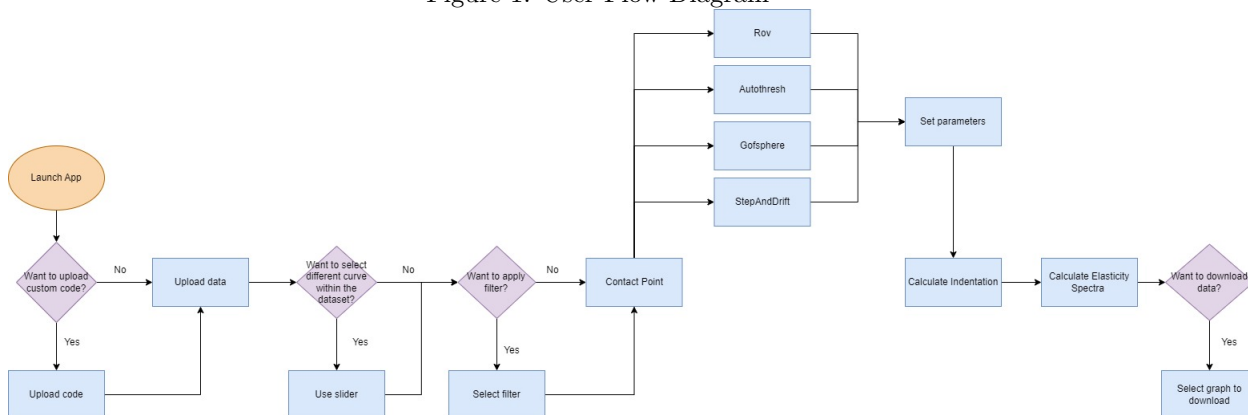 Figure 1: User Flow Diagram
Rov
Autothresh
Set parameters
Gofsphere
StepAndDrift
Launch App
Want to upload
custom code?
No
Upload data
Want to select
different curve
within the
dataset?
No
Want to apply
filter?
No
Contact Point
Calculate Indentation
Calculate Elasticity
Spectra
Want to download
data?
Yes
Yes
Yes
Yes
Upload code
Use slider
Select filter
Select graph to
download